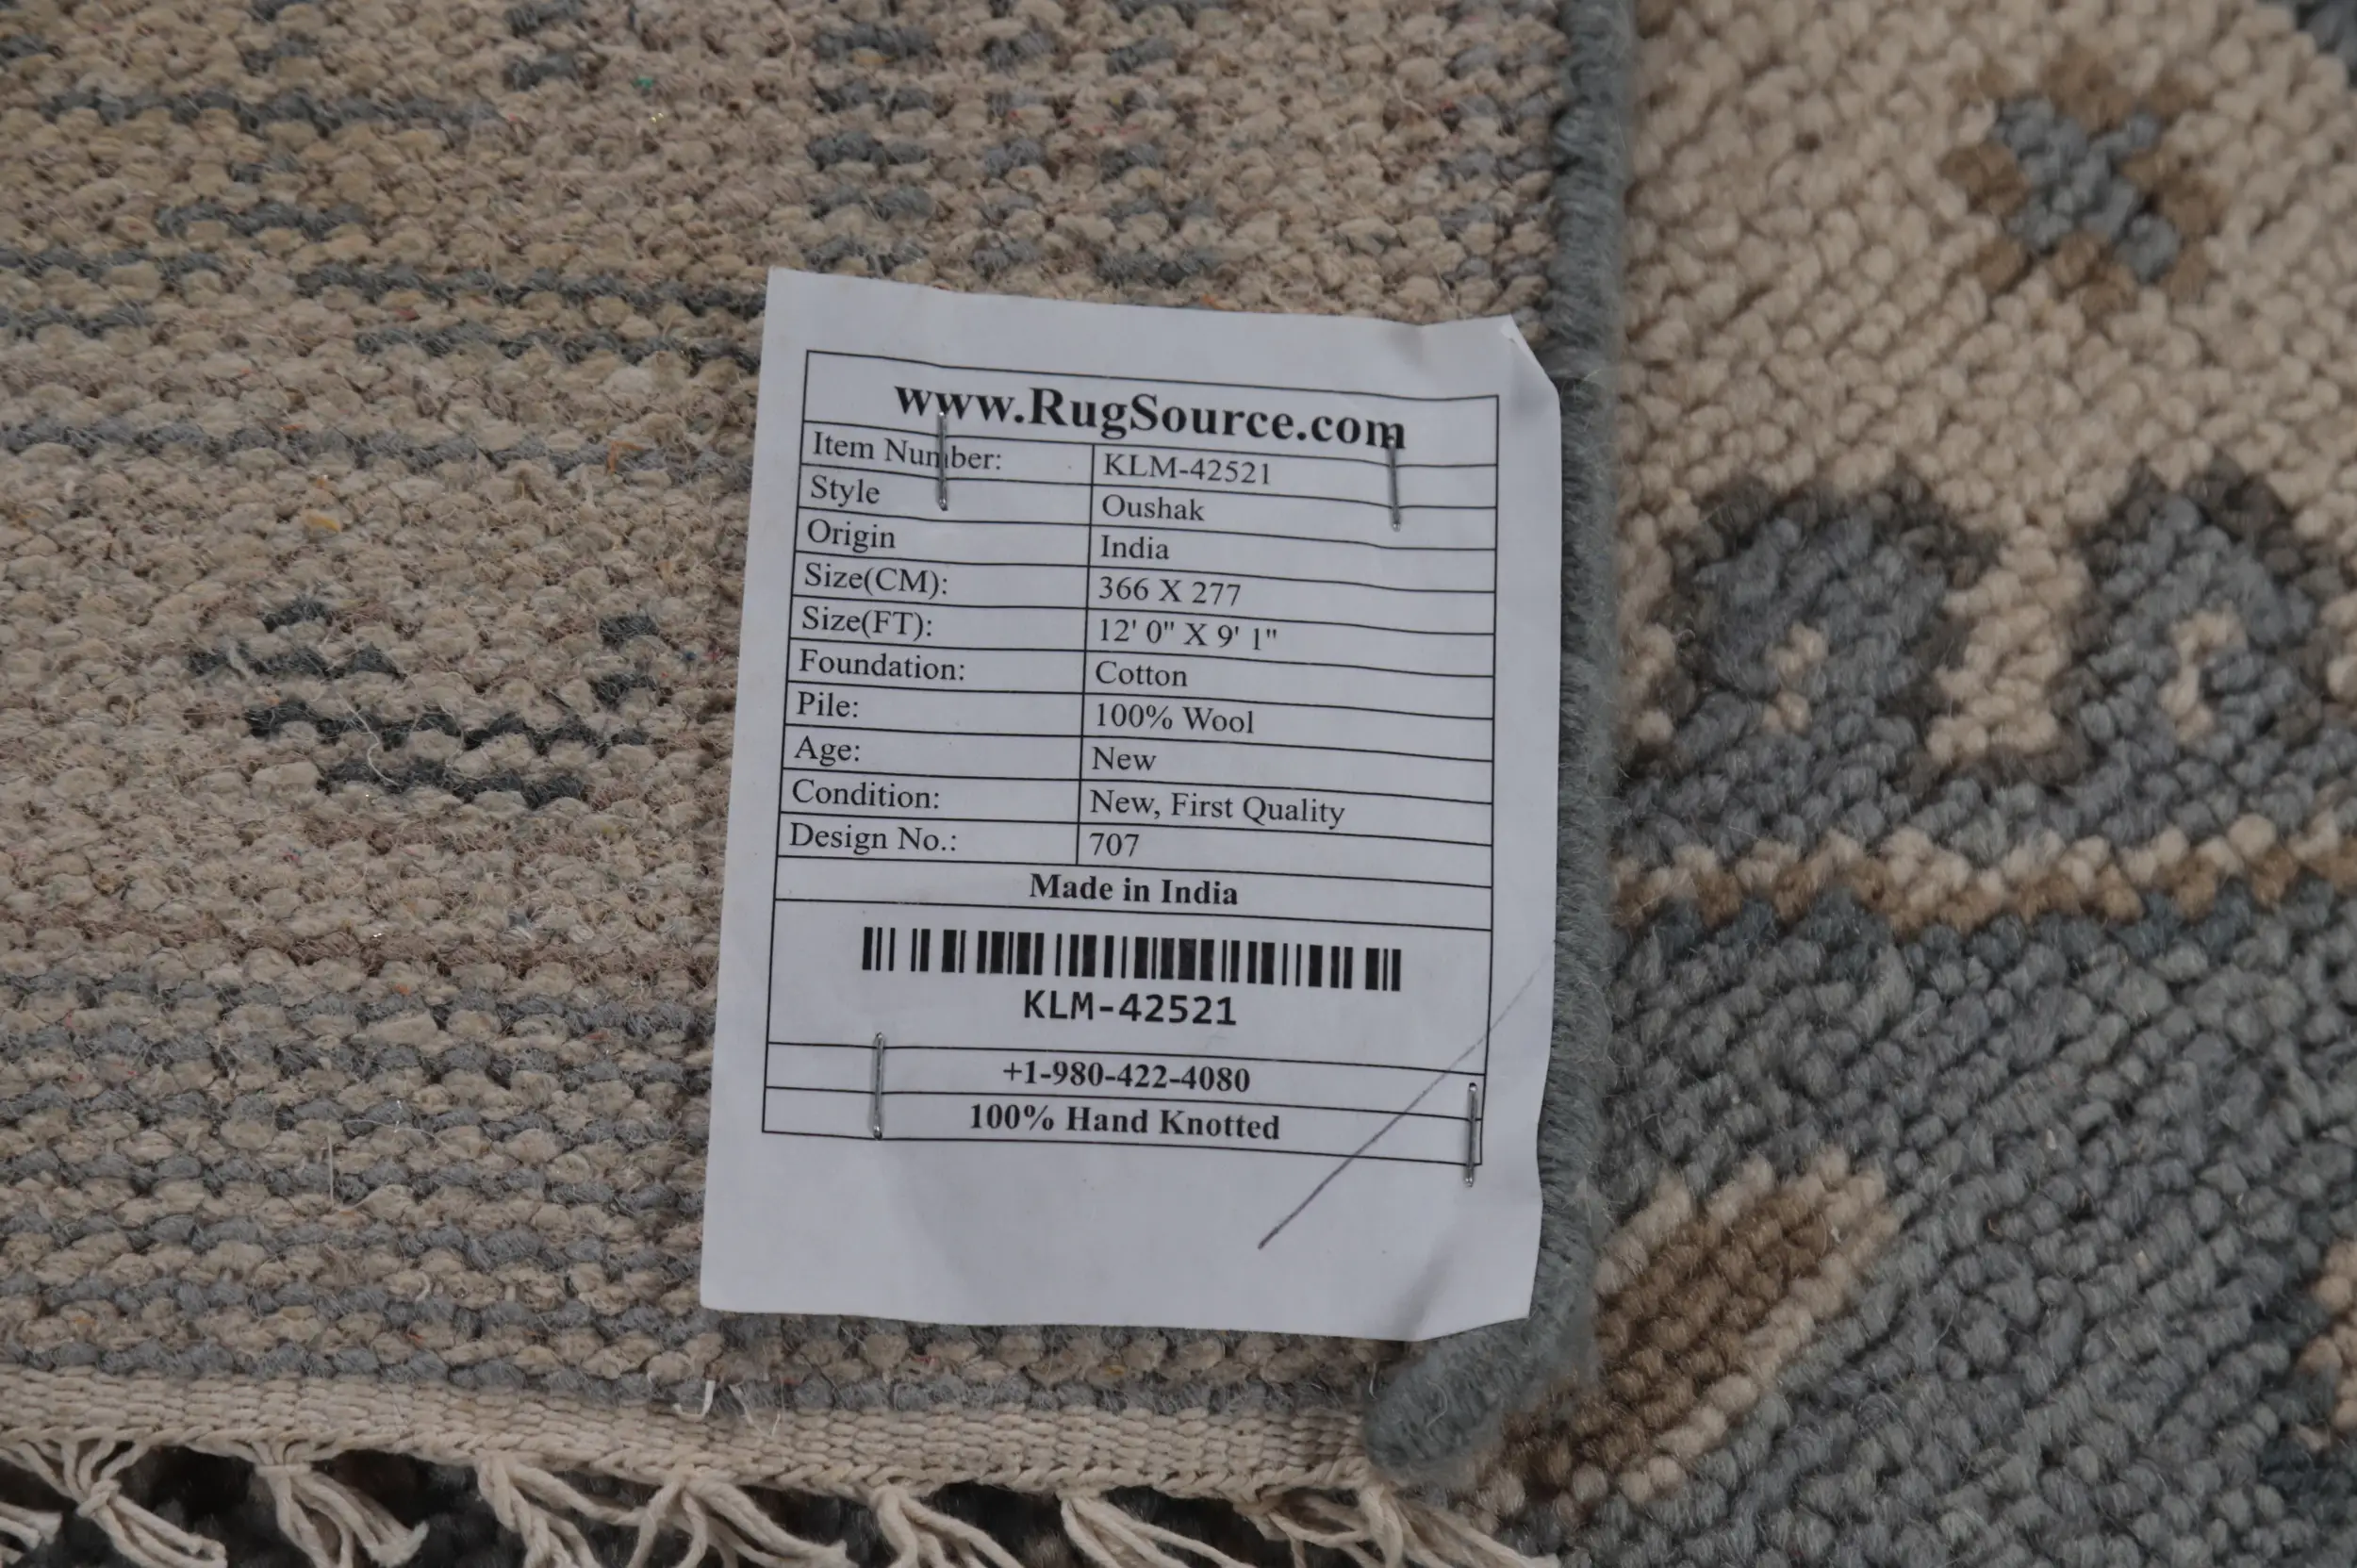 www.RugSource.com
Item Number: KLM-42521
Style Oushak
Origin India
Size(CM): 366 X 277
Size(FT): 12' 0" X 9' 1"
Foundation: Cotton
Pile: 100% Wool
Age: New
Condition: New, First Quality
Design No.: 707
Made in India
KLM-42521
+1-980-422-4080
100% Hand Knotted